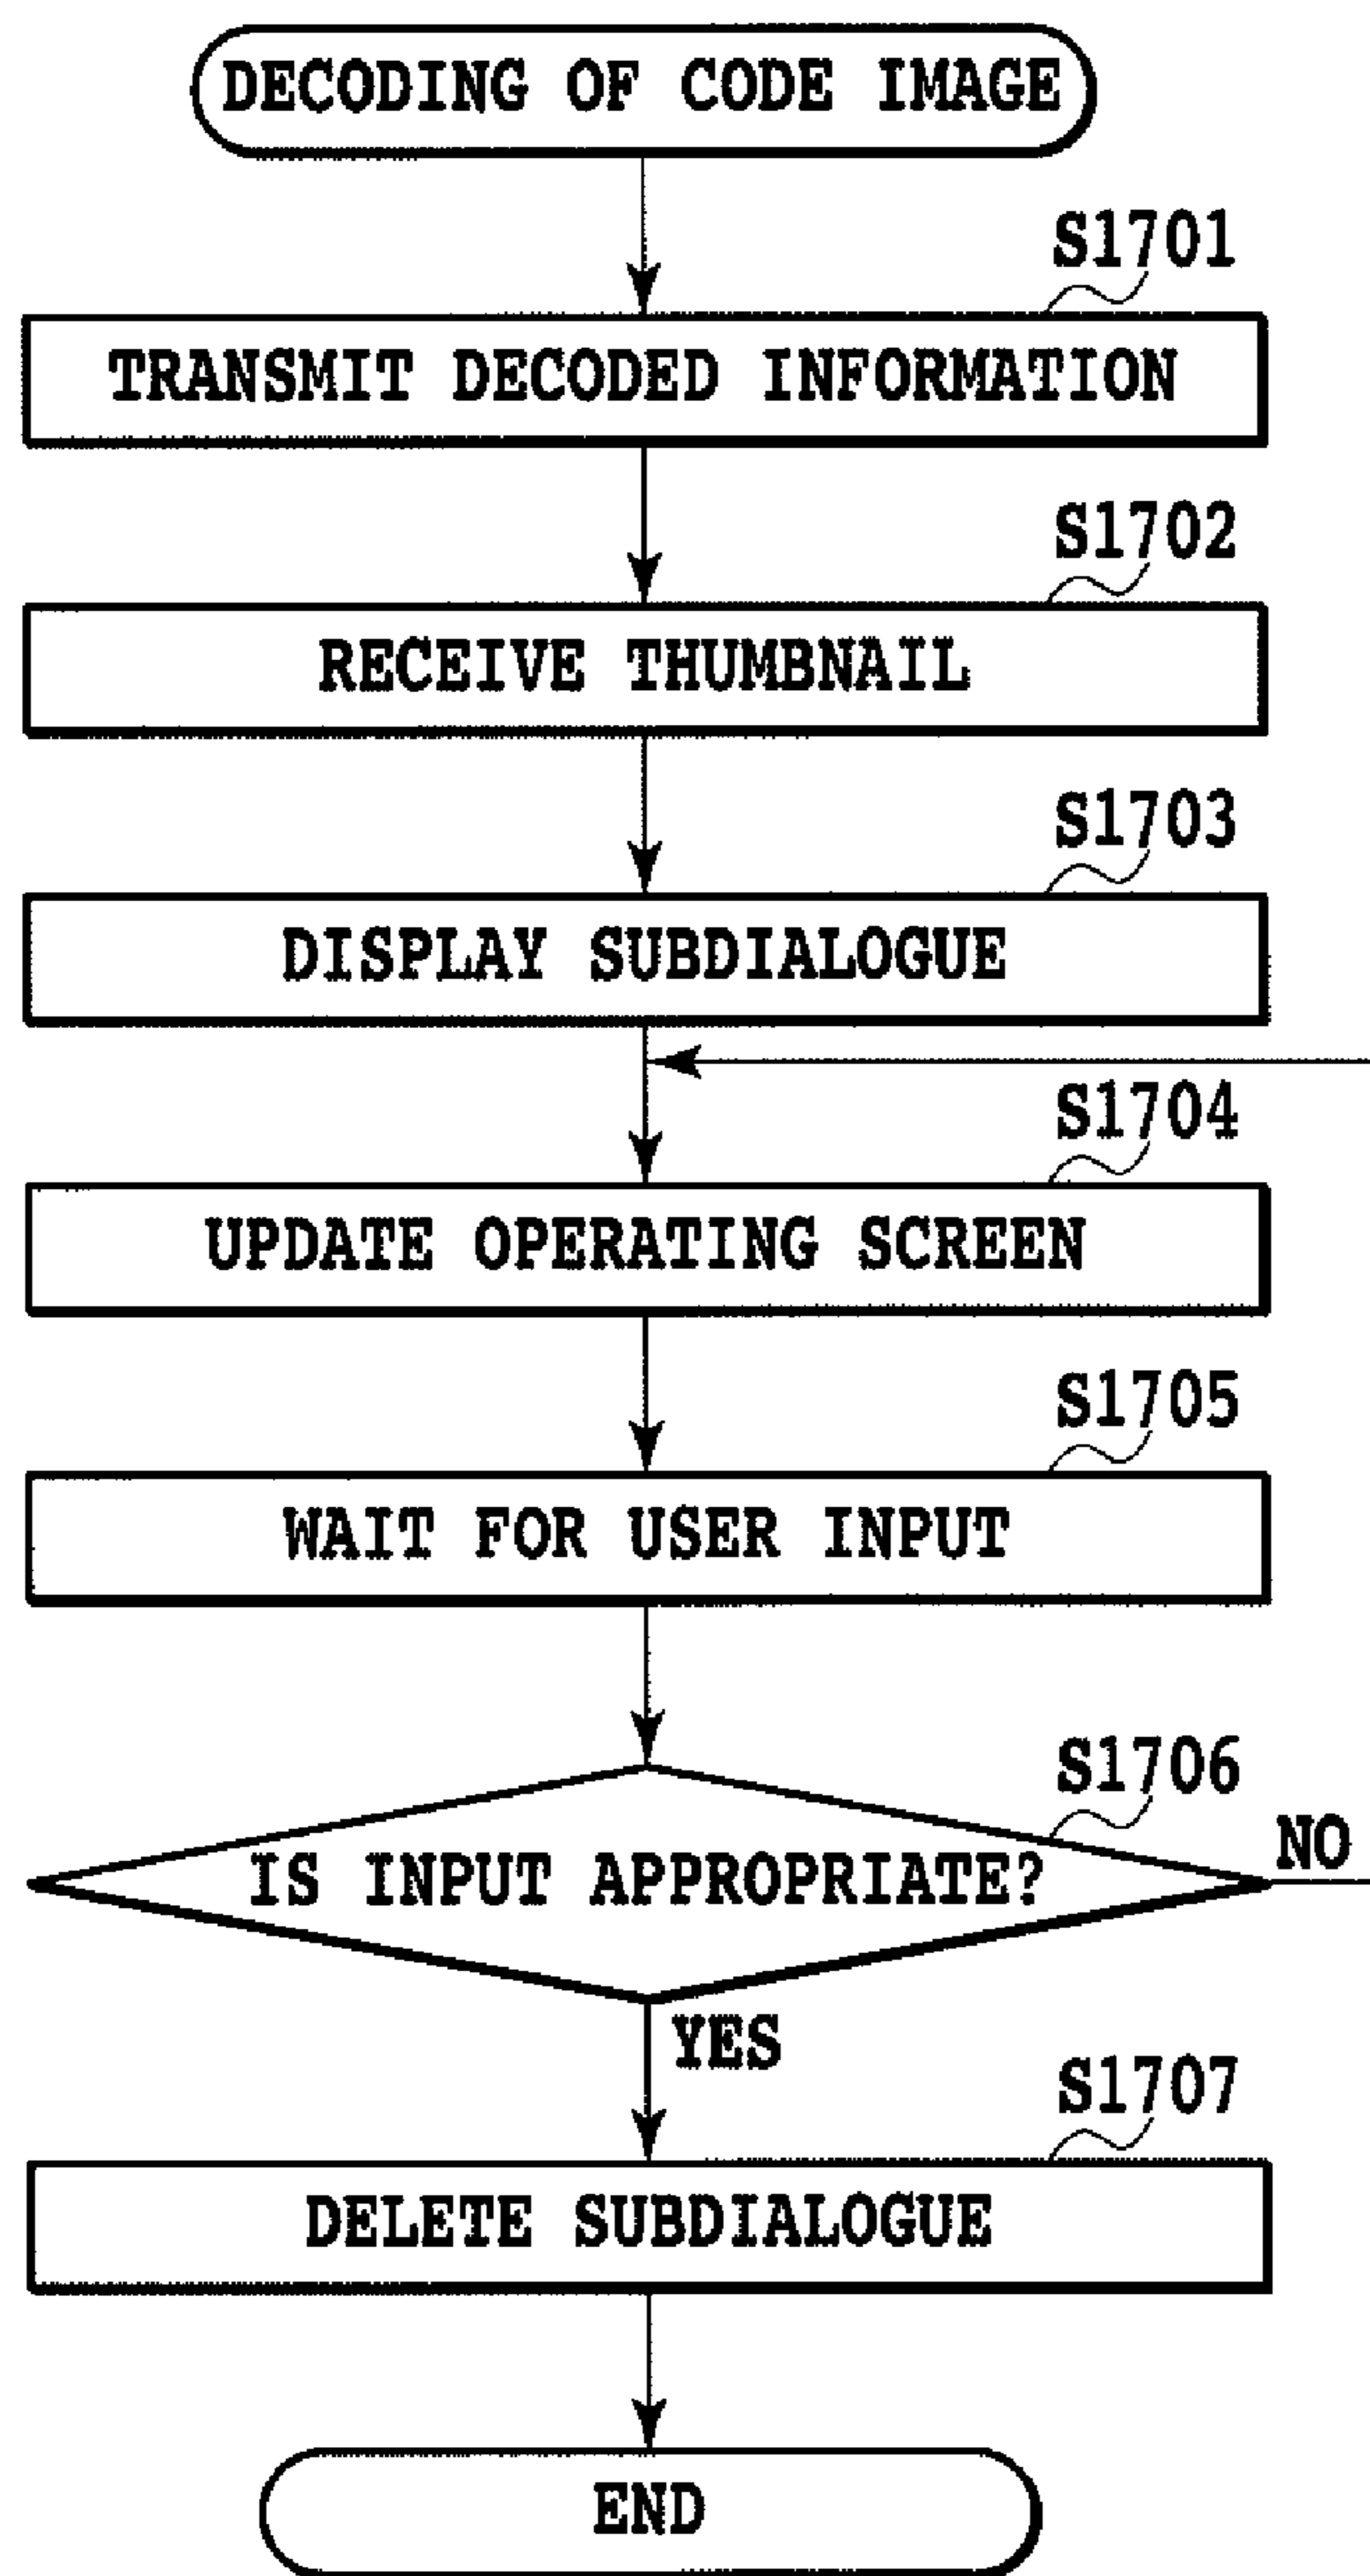 DECODING OF CODE IMAGE
S1701
TRANSMIT DECODED INFORMATION
S1702
RECEIVE THUMBNAIL
S1703
DISPLAY SUBDIALOGUE
S1704
UPDATE OPERATING SCREEN
S1705
WAIT FOR USER INPUT
S1706
IS INPUT APPROPRIATE?
NO
YES
S1707
DELETE SUBDIALOGUE
END